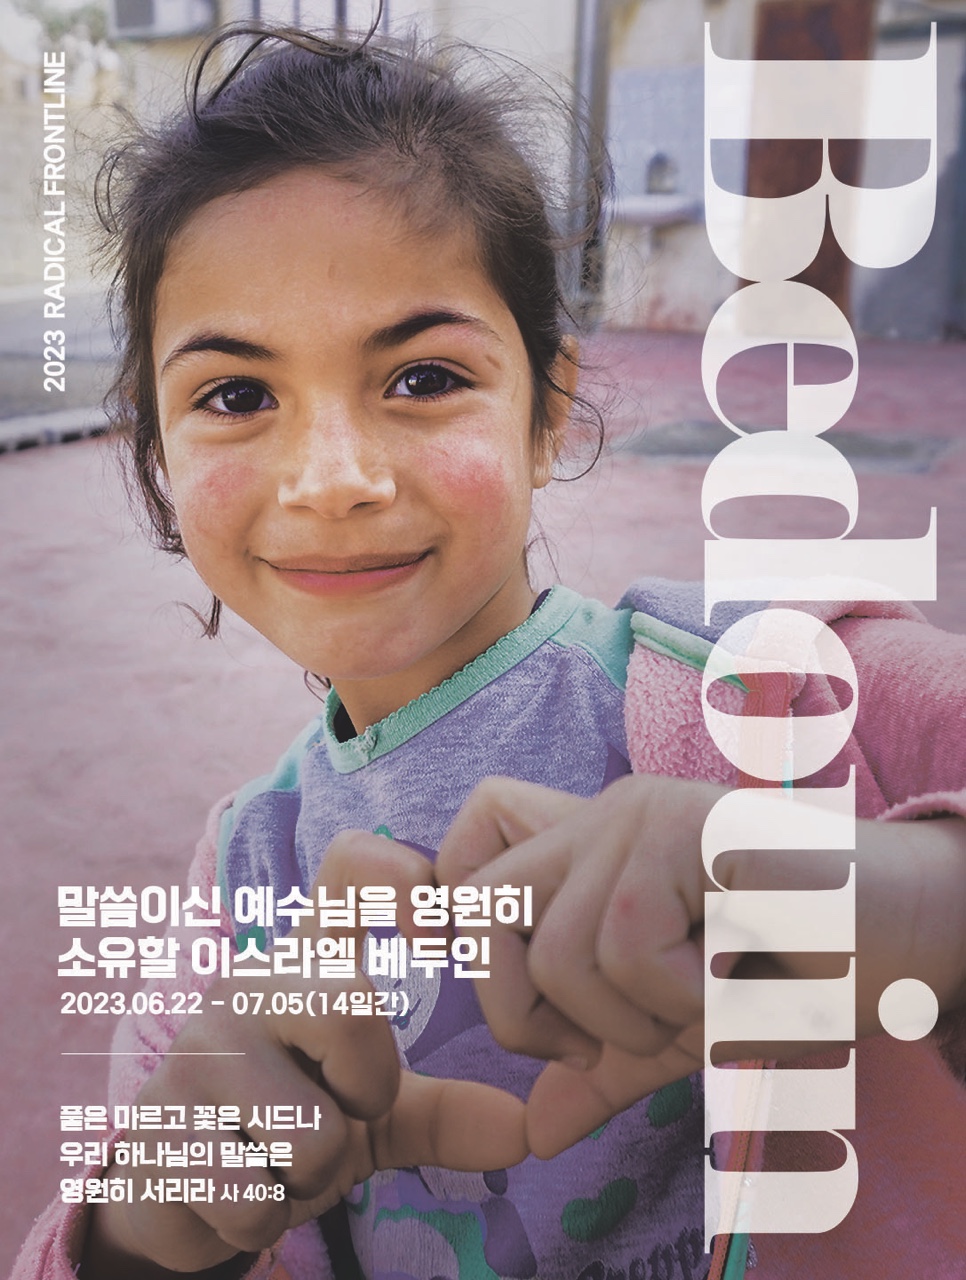 2023 RADICAL FRONTLINE
Bedouin
말씀이신 예수님을 영원히
소유할 이스라엘 베두인
2023.06.22 - 07.05(14일간)
풀은 마르고 꽃은 시드나
우리 하나님의 말씀은
영원히 서리라 사 40:8